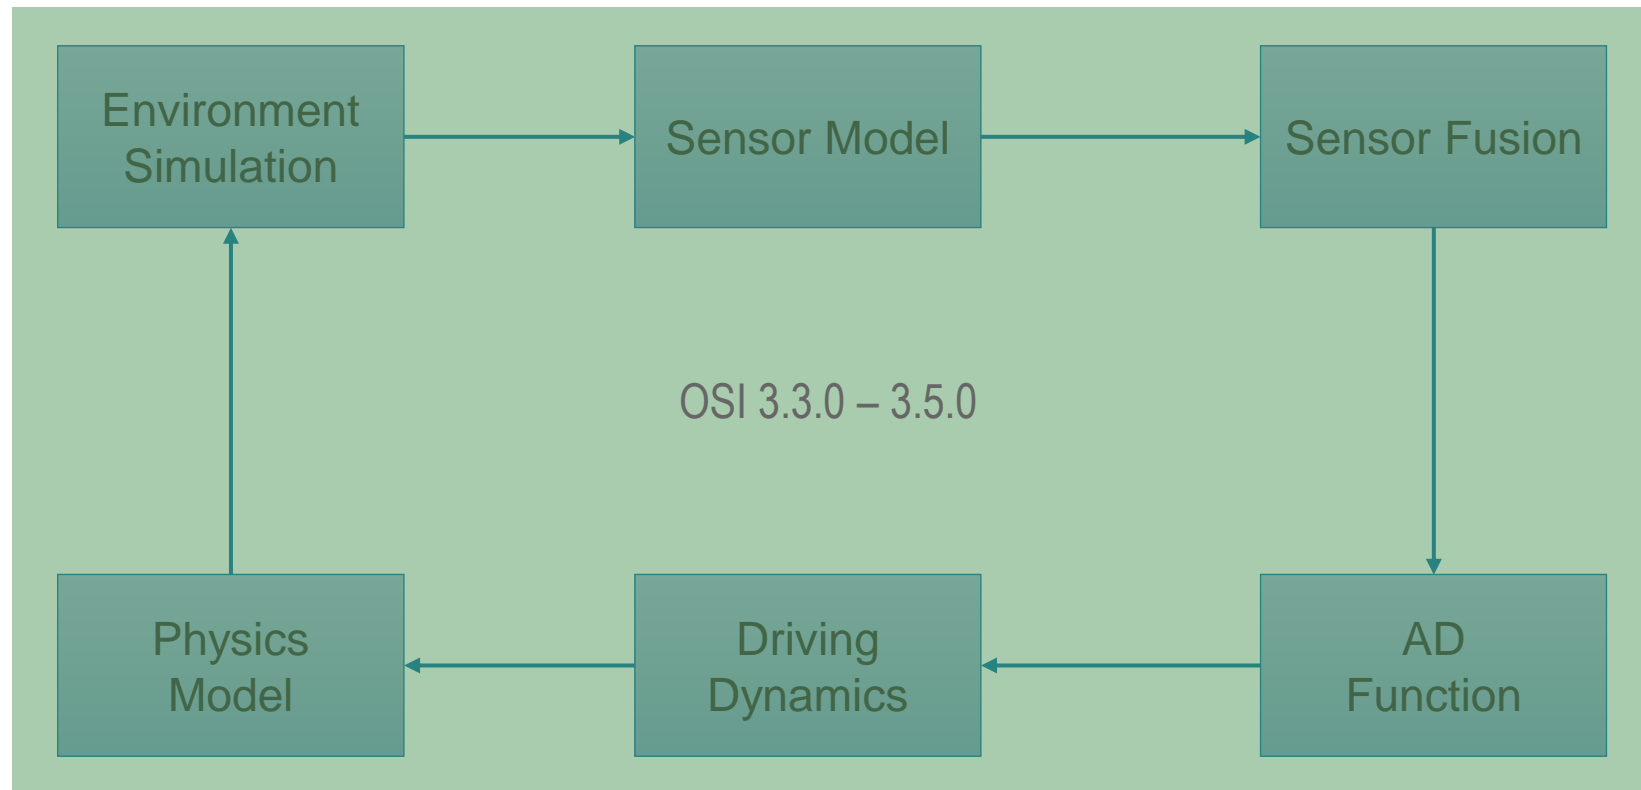 Environment
Simulation
Sensor Model
Sensor Fusion
OSI 3.3.0 – 3.5.0
Physics
Model
Driving
Dynamics
AD
Function